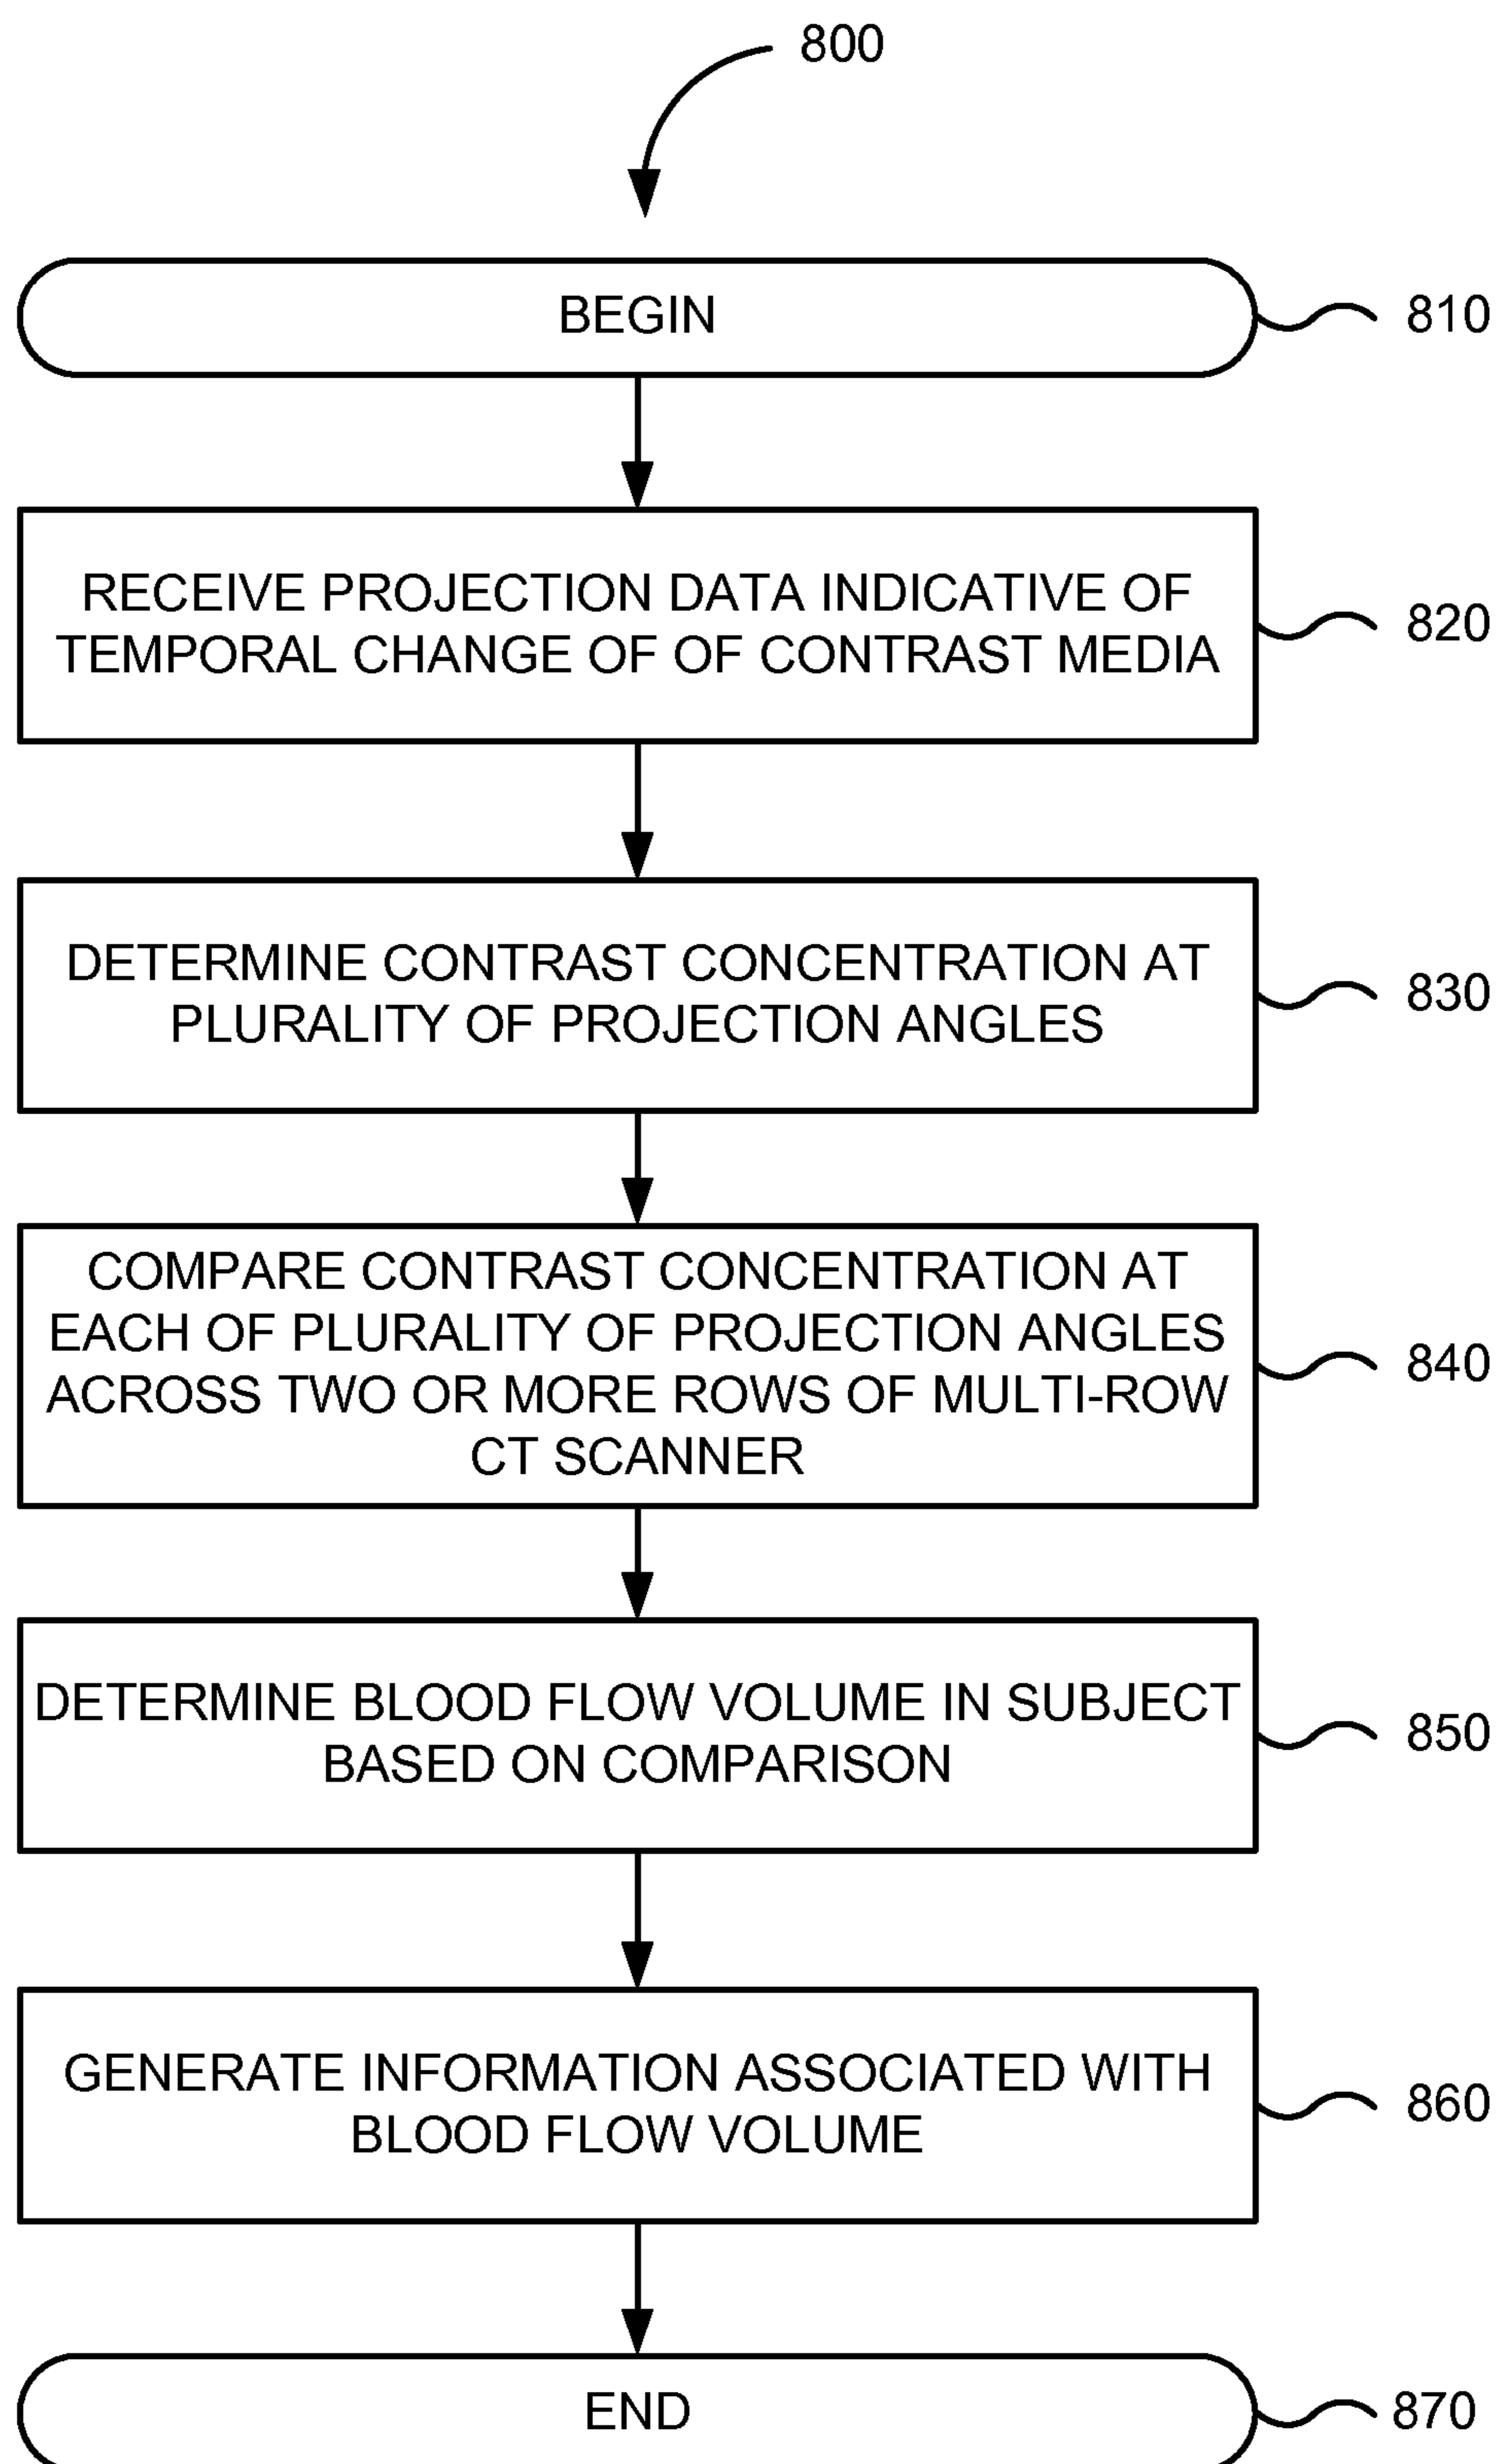 800
BEGIN
810
RECEIVE PROJECTION DATA INDICATIVE OF
TEMPORAL CHANGE OF OF CONTRAST MEDIA
820
DETERMINE CONTRAST CONCENTRATION AT
PLURALITY OF PROJECTION ANGLES
830
COMPARE CONTRAST CONCENTRATION AT
EACH OF PLURALITY OF PROJECTION ANGLES
ACROSS TWO OR MORE ROWS OF MULTI-ROW
CT SCANNER
840
DETERMINE BLOOD FLOW VOLUME IN SUBJECT
BASED ON COMPARISON
850
GENERATE INFORMATION ASSOCIATED WITH
BLOOD FLOW VOLUME
860
END
870